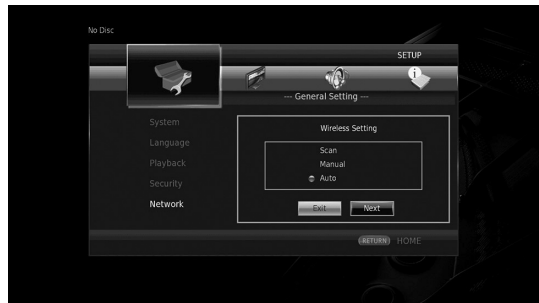 No Disc
SETUP
--- General Setting ---
System
Language
Playback
Security
Network
Wireless Setting
Scan
Manual
Auto
Exit Next
RETURN HOME